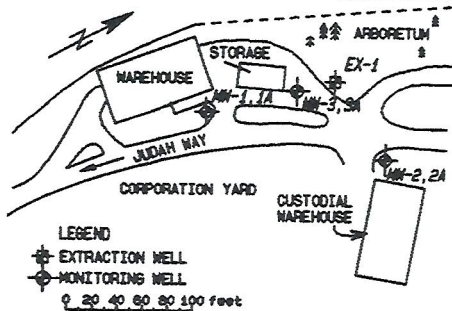 N
ARBORETUM
STORAGE
EX-1
WAREHOUSE
MW-1,1A
MW-3,3A
JUDAH WAY
MW-2,2A
CORPORATION YARD
CUSTODIAL
WAREHOUSE
LEGEND
EXTRACTION WELL
MONITORING WELL
0 20 40 60 80 100 feet